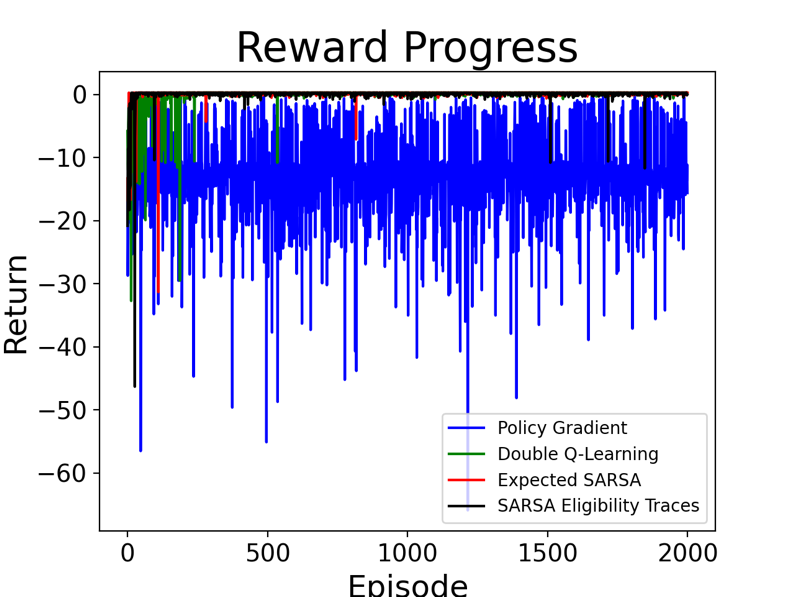 Reward Progress
Return
0
−10
−20
−30
−40
−50
−60
Policy Gradient
Double Q-Learning
Expected SARSA
SARSA Eligibility Traces
0 500 1000 1500 2000
Episode